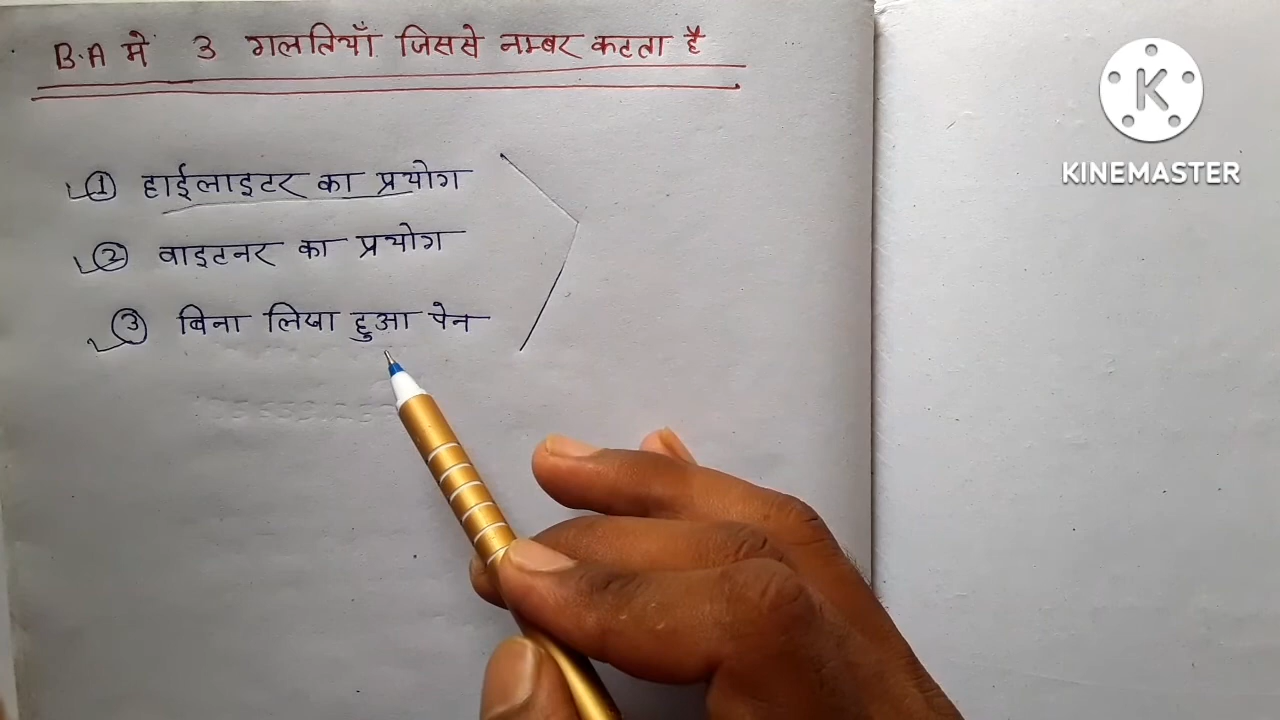 B.A में 3 गलतियाँ जिससे नम्बर कटता है
① हाईलाइटर का प्रयोग
② वाइटनर का प्रयोग
③ बिना लिखा हुआ पेन
K
KINEMASTER